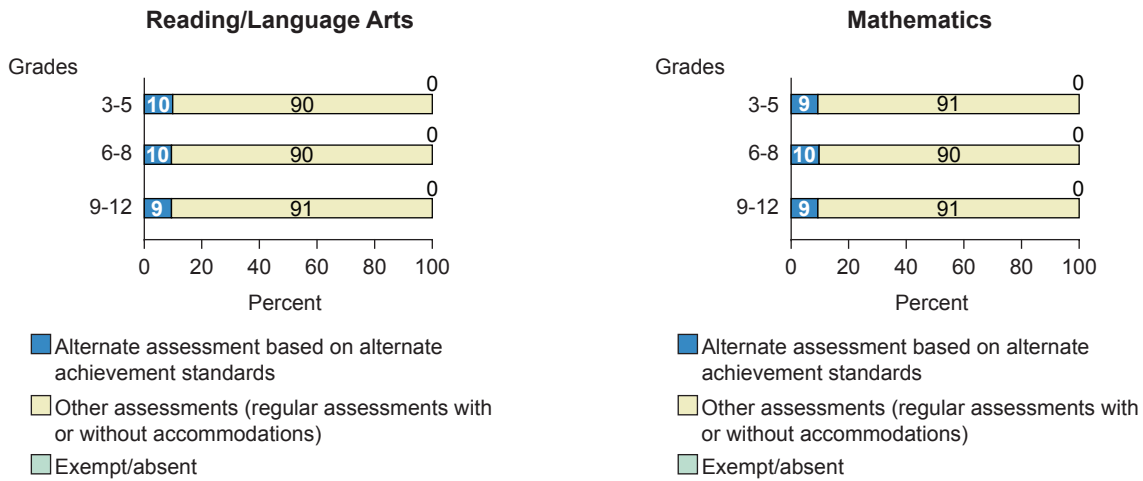 Reading/Language Arts
Grades
0
3-5 10 90
0
6-8 10 90
0
9-12 9 91
0 20 40 60 80 100
Percent
Alternate assessment based on alternate
achievement standards
Other assessments (regular assessments with
or without accommodations)
Exempt/absent
Mathematics
Grades
0
3-5 9 91
0
6-8 10 90
0
9-12 9 91
0 20 40 60 80 100
Percent
Alternate assessment based on alternate
achievement standards
Other assessments (regular assessments with
or without accommodations)
Exempt/absent